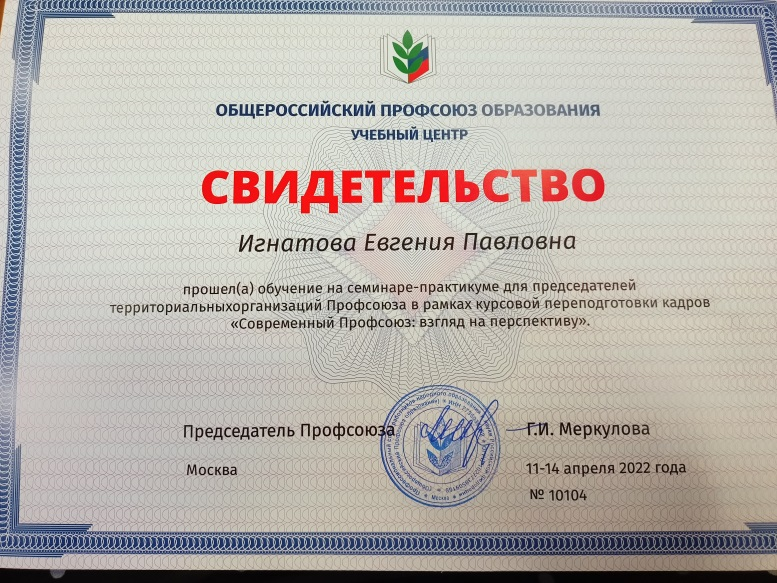 ОБЩЕРОССИЙСКИЙ ПРОФСОЮЗ ОБРАЗОВАНИЯ
УЧЕБНЫЙ ЦЕНТР
СВИДЕТЕЛЬСТВО
Игнатова Евгения Павловна
прошел(а) обучение на семинаре-практикуме для председателей
территориальныхорганизаций Профсоюза в рамках курсовой переподготовки кадров
«Современный Профсоюз: взгляд на перспективу».
Председатель Профсоюза
Г.И. Меркулова
Москва
11-14 апреля 2022 года
№ 10104